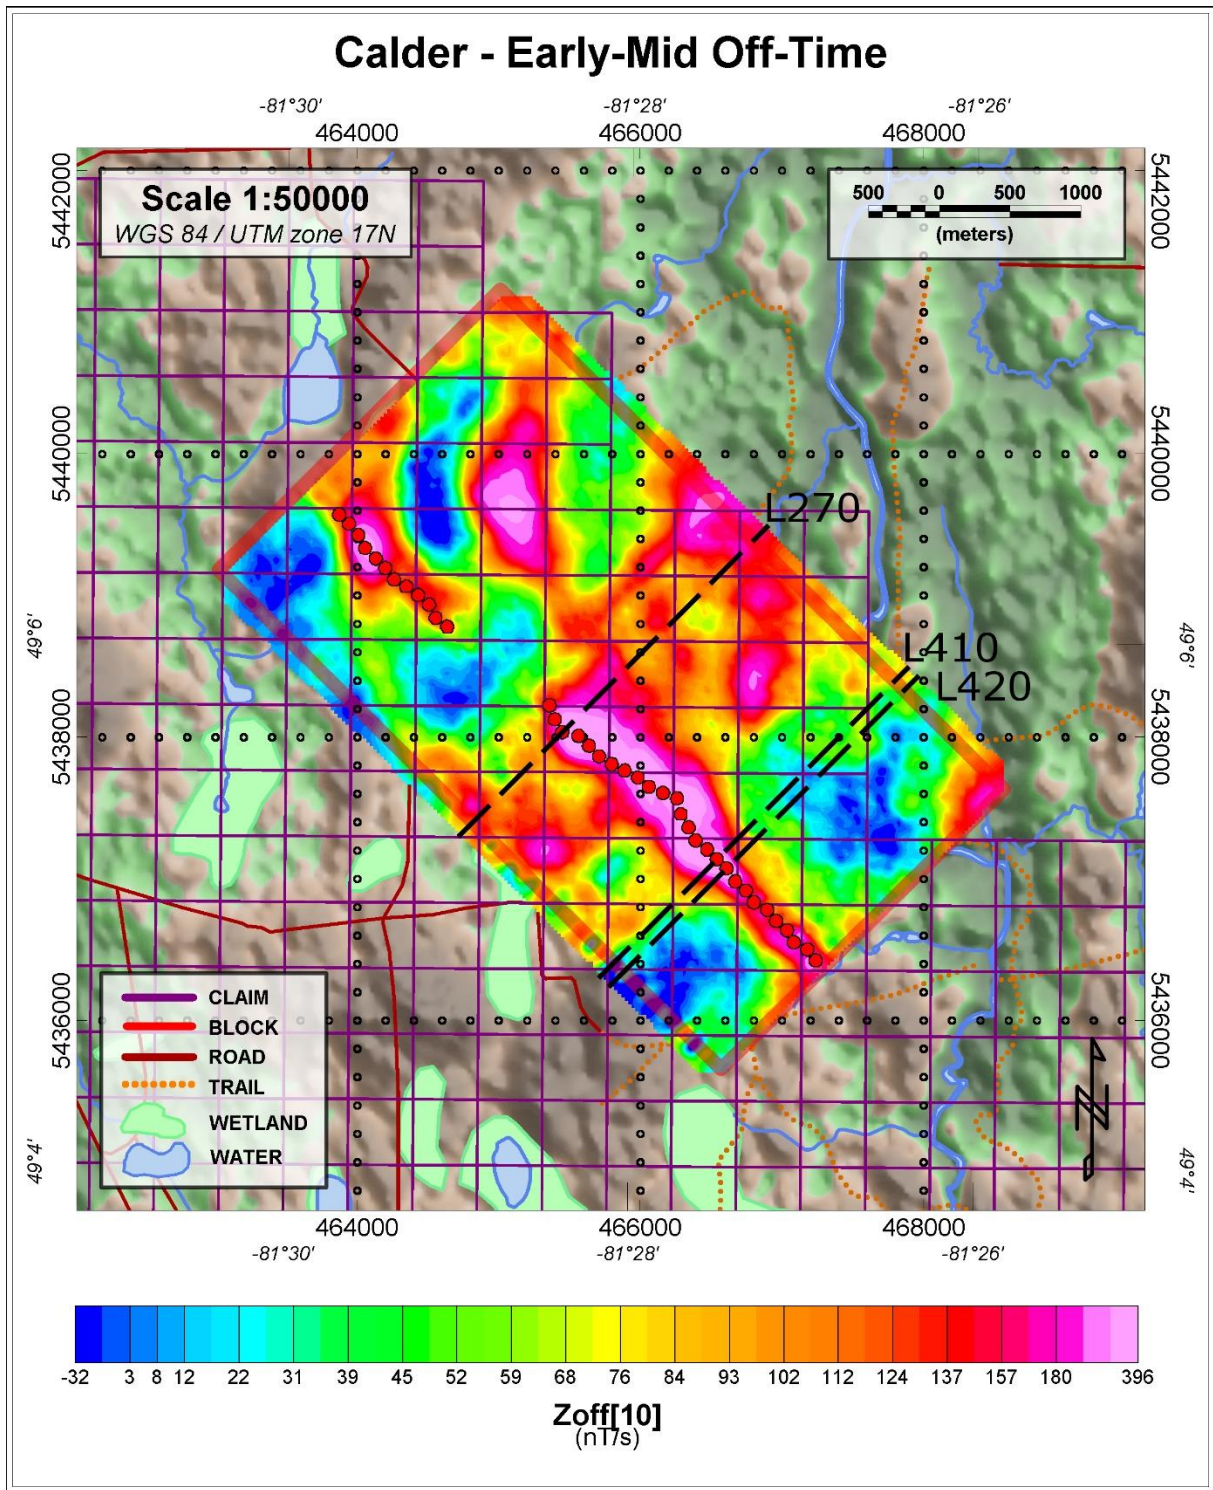 Calder - Early-Mid Off-Time
-81°30' -81°28' -81°26'
464000 466000 468000
5442000
5440000
49°6'
5438000
5436000
49°4'
Scale 1:50000
WGS 84 / UTM zone 17N
500 0 500 1000
(meters)
5442000
5440000
49°6'
5438000
5436000
49°4'
L270
L410
L420
CLAIM
BLOCK
ROAD
TRAIL
WETLAND
WATER
464000 466000 468000
-81°30' -81°28' -81°26'
-32 3 8 12 22 31 39 45 52 59 68 76 84 93 102 112 124 137 157 180 396
Zoff[10]
(nT/s)